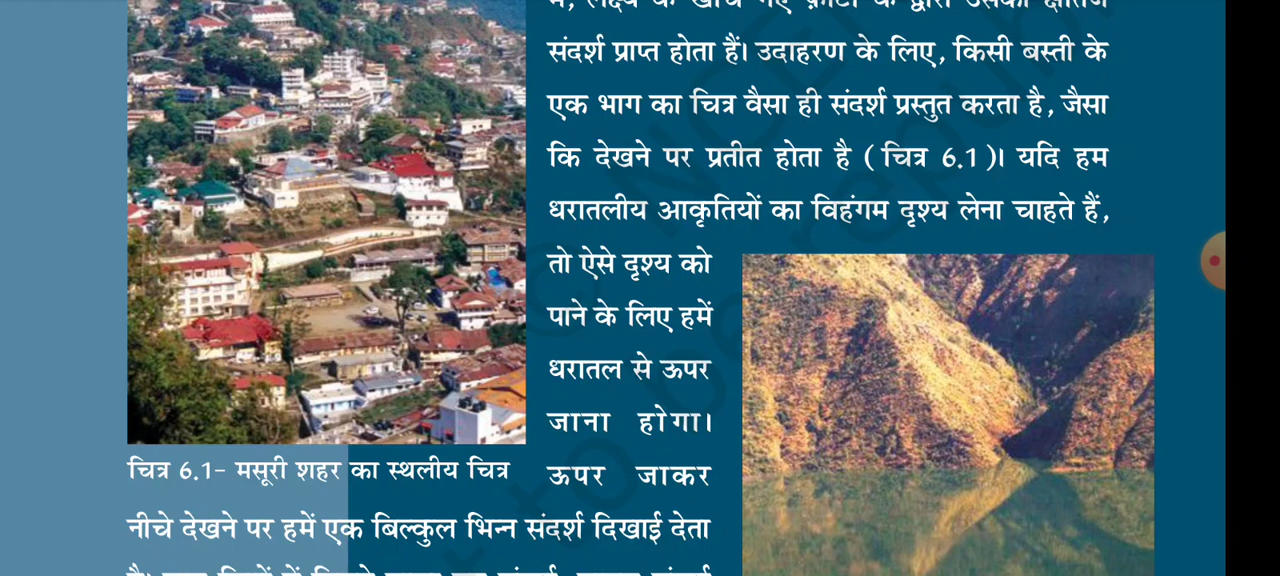 संदर्श प्राप्त होता हैं। उदाहरण के लिए, किसी बस्ती के
एक भाग का चित्र वैसा ही संदर्श प्रस्तुत करता है, जैसा
कि देखने पर प्रतीत होता है ( चित्र 6.1 )। यदि हम
धरातलीय आकृतियों का विहंगम दृश्य लेना चाहते हैं,
तो ऐसे दृश्य को
पाने के लिए हमें
धरातल से ऊपर
जाना होगा।
ऊपर जाकर
चित्र 6.1- मसूरी शहर का स्थलीय चित्र
नीचे देखने पर हमें एक बिल्कुल भिन्न संदर्श दिखाई देता